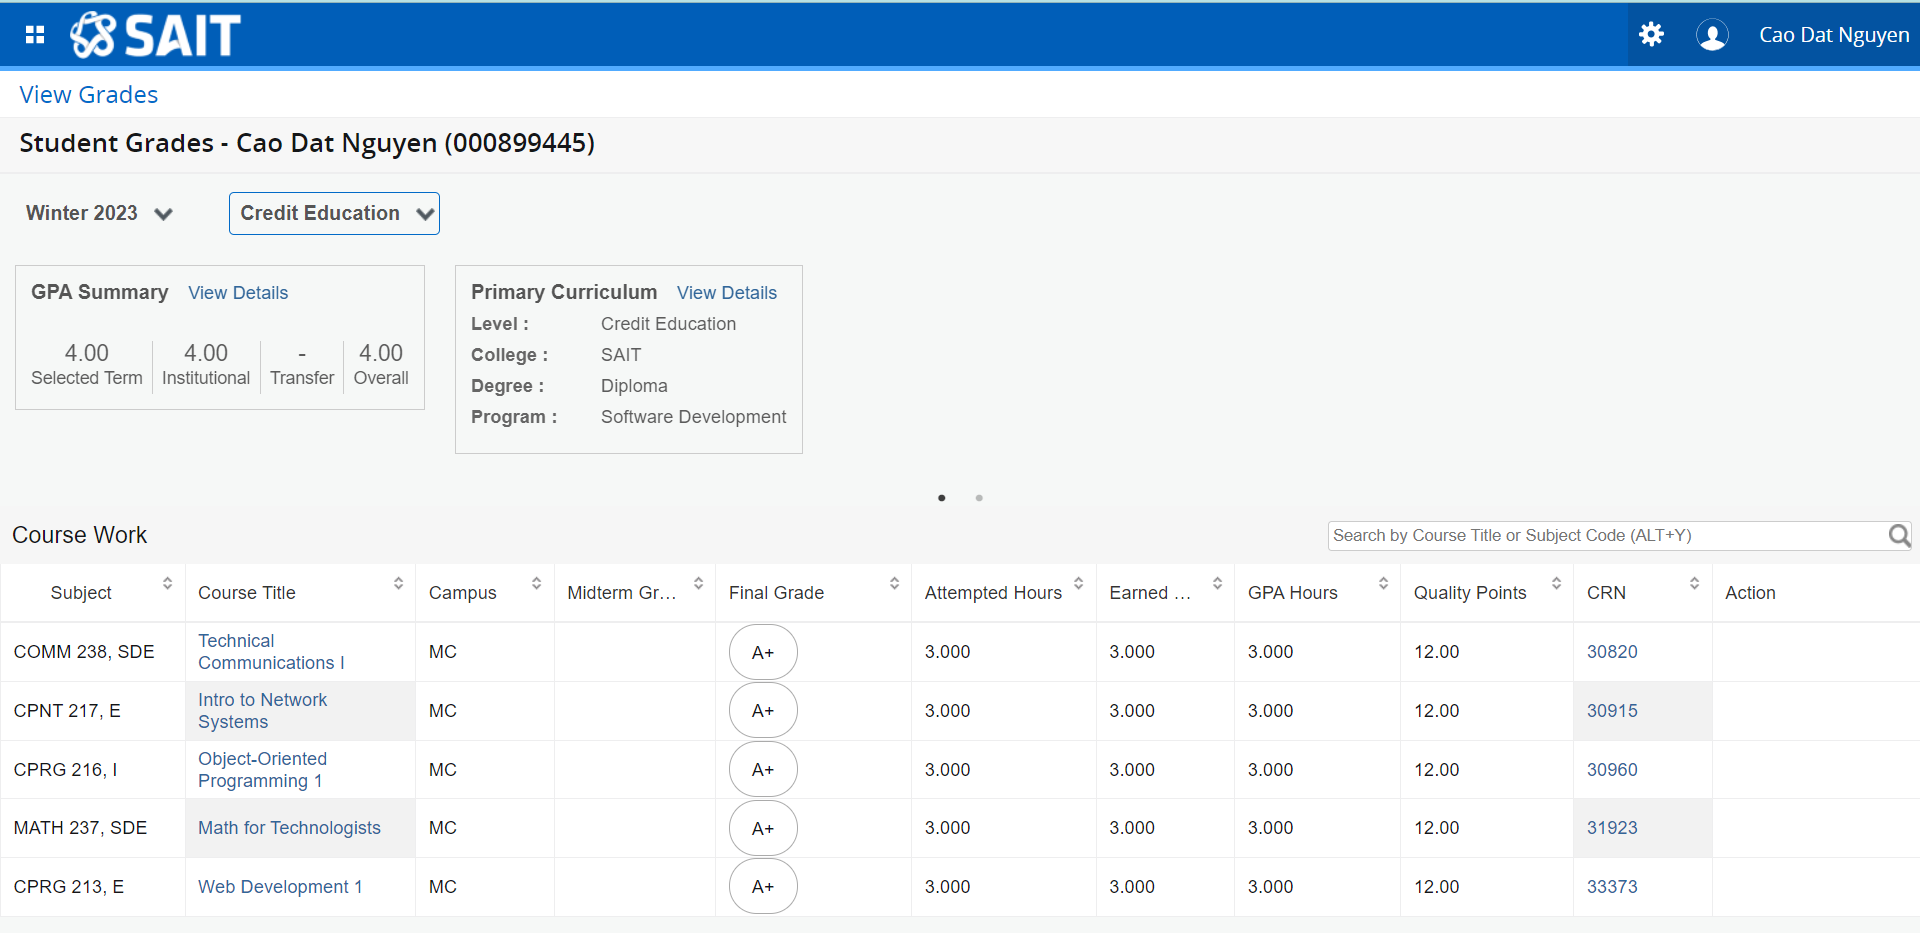 SAIT
Cao Dat Nguyen
View Grades
Student Grades - Cao Dat Nguyen (000899445)
Winter 2023
Credit Education
GPA Summary View Details
4.00 4.00 - 4.00
Selected Term Institutional Transfer Overall
Primary Curriculum View Details
Level : Credit Education
College : SAIT
Degree : Diploma
Program : Software Development
Course Work
Search by Course Title or Subject Code (ALT+Y)
Subject Course Title Campus Midterm Gr... Final Grade Attempted Hours Earned ... GPA Hours Quality Points CRN Action
COMM 238, SDE Technical Communications I MC A+ 3.000 3.000 3.000 12.00 30820
CPNT 217, E Intro to Network Systems MC A+ 3.000 3.000 3.000 12.00 30915
CPRG 216, I Object-Oriented Programming 1 MC A+ 3.000 3.000 3.000 12.00 30960
MATH 237, SDE Math for Technologists MC A+ 3.000 3.000 3.000 12.00 31923
CPRG 213, E Web Development 1 MC A+ 3.000 3.000 3.000 12.00 33373